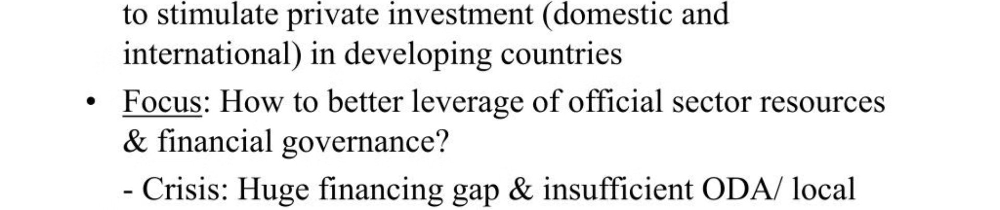 to stimulate private investment (domestic and
international) in developing countries
• Focus: How to better leverage of official sector resources
& financial governance?
- Crisis: Huge financing gap & insufficient ODA/ local